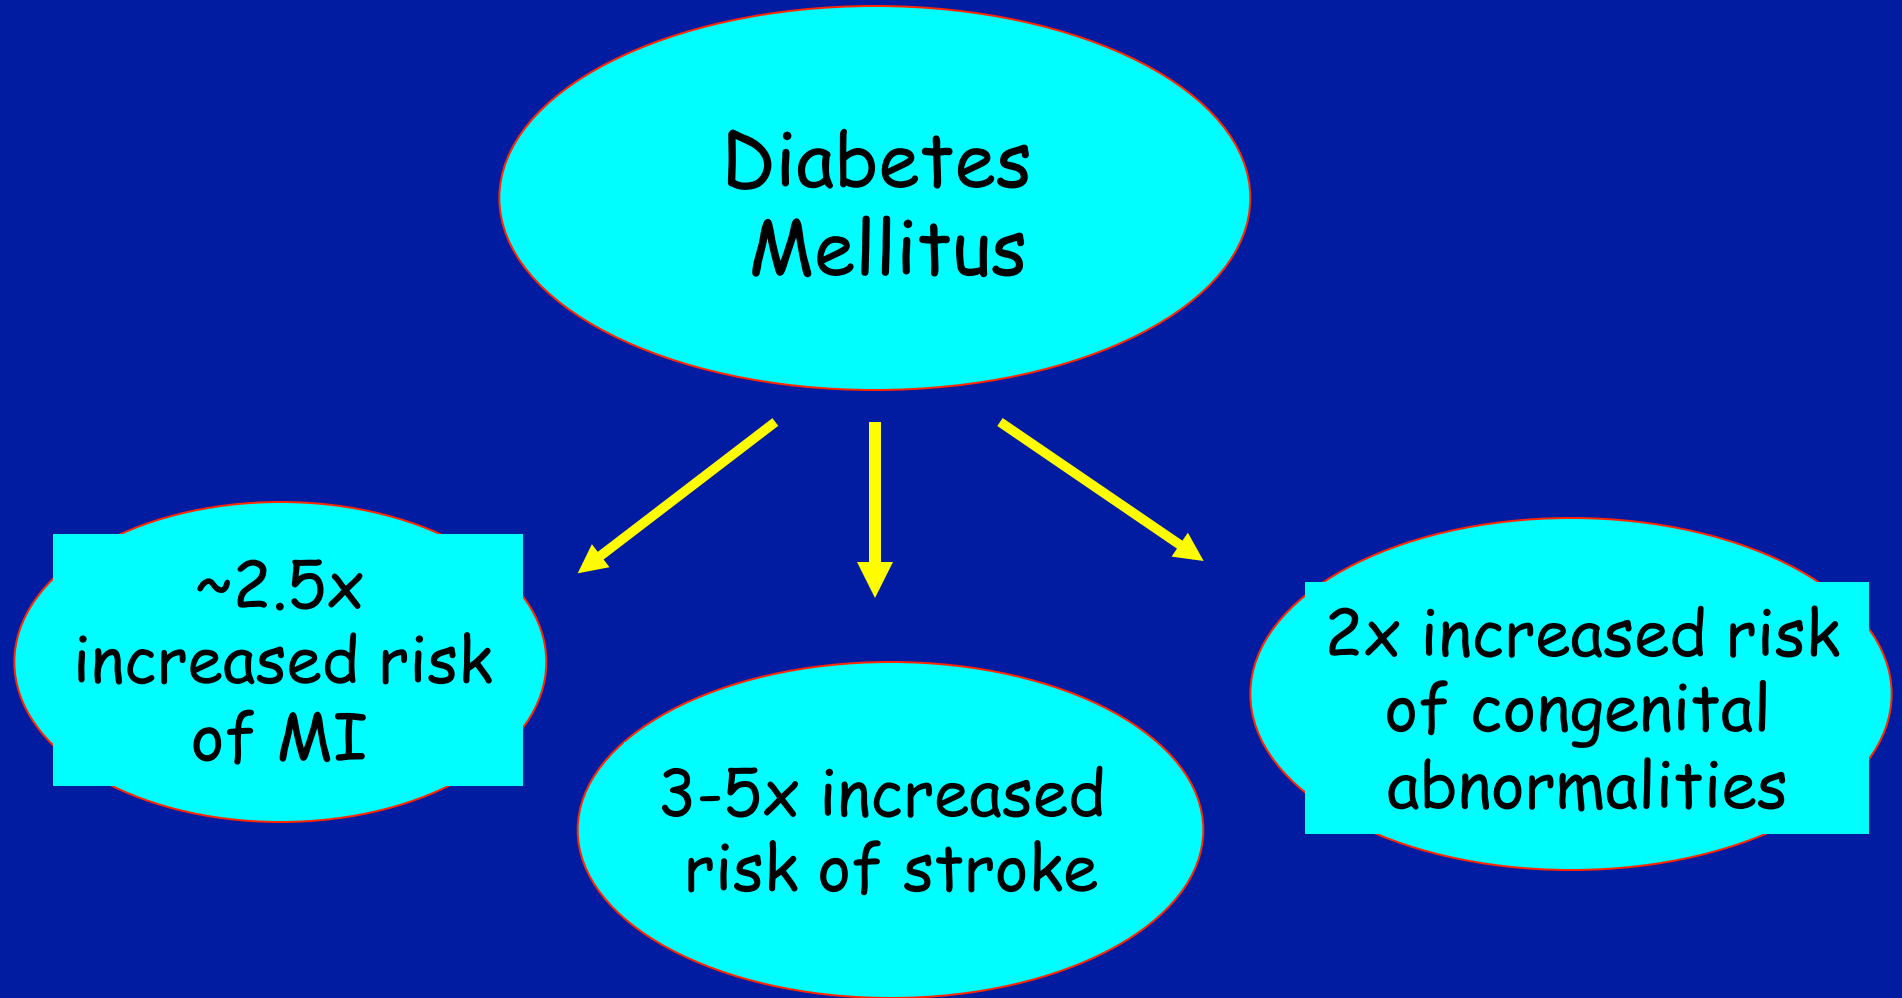 Diabetes
Mellitus
~2.5x
increased risk
of MI
3-5x increased
risk of stroke
2x increased risk
of congenital
abnormalities